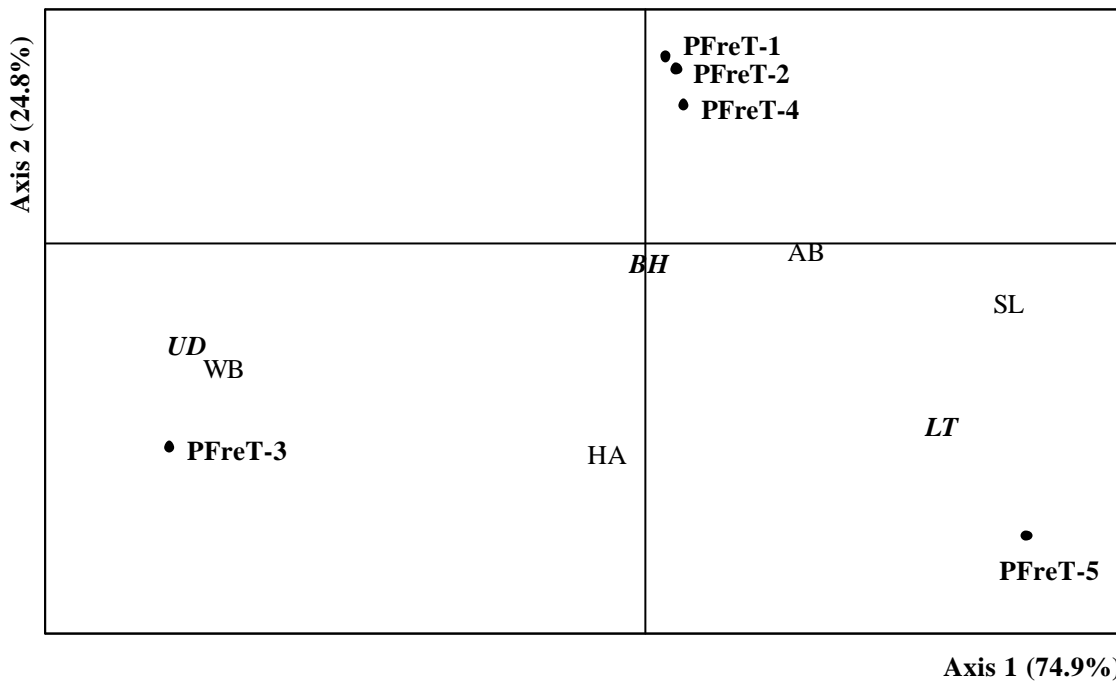 Axis 2 (24.8%)
PFreT-1
PFreT-2
PFreT-4
AB
BH
SL
UD
WB
LT
PFreT-3
HA
PFreT-5
Axis 1 (74.9%)